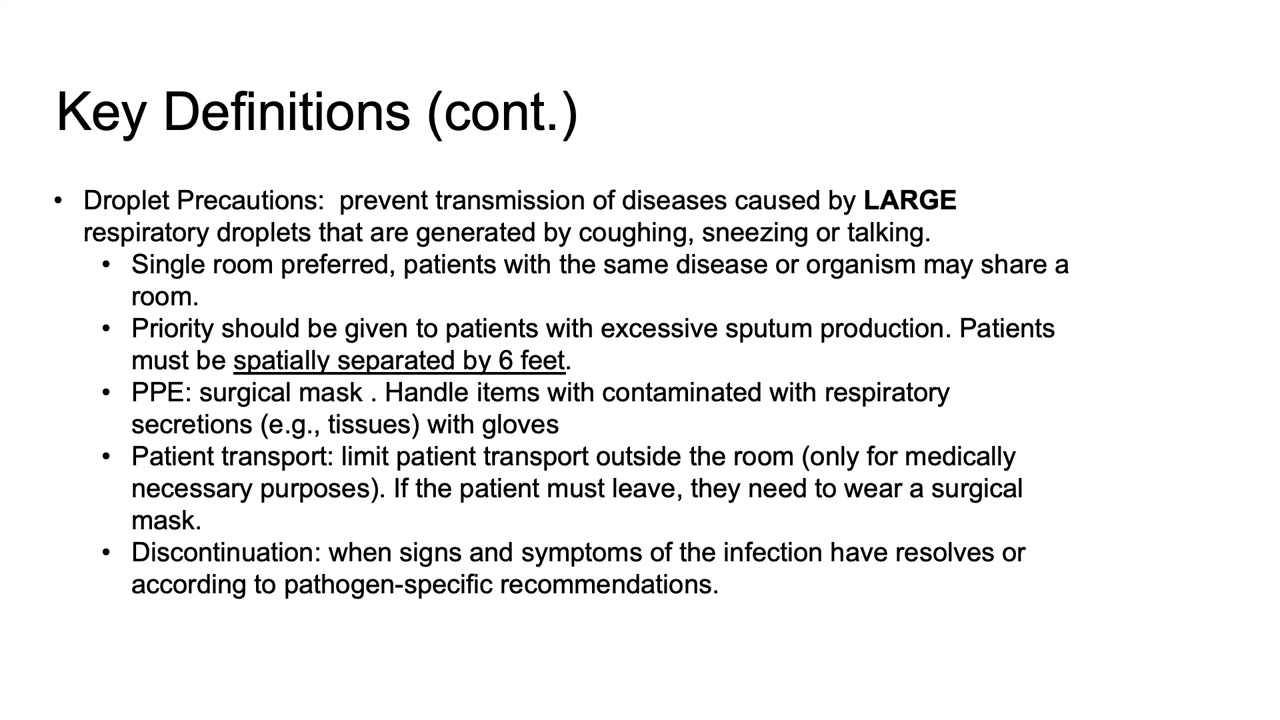 Key Definitions (cont.)
• Droplet Precautions:  prevent transmission of diseases caused by LARGE
respiratory droplets that are generated by coughing, sneezing or talking.
• Single room preferred, patients with the same disease or organism may share a
room.
• Priority should be given to patients with excessive sputum production. Patients
must be spatially separated by 6 feet.
• PPE: surgical mask . Handle items with contaminated with respiratory
secretions (e.g., tissues) with gloves
• Patient transport: limit patient transport outside the room (only for medically
necessary purposes). If the patient must leave, they need to wear a surgical
mask.
• Discontinuation: when signs and symptoms of the infection have resolves or
according to pathogen-specific recommendations.